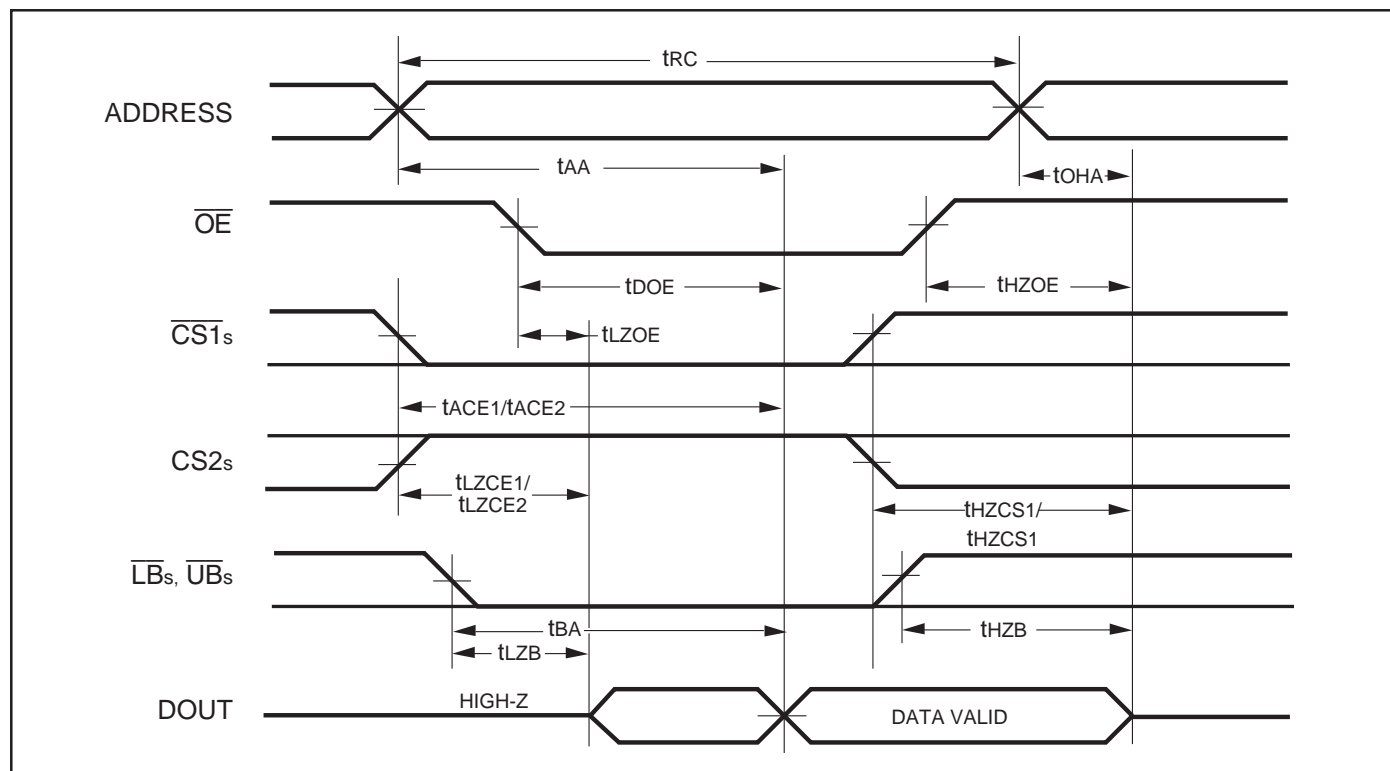 tRC
ADDRESS
tAA
tOHA
OE
tDOE
tHZOE
CS1s
tLZOE
tACE1/tACE2
CS2s
tLZCE1/
tLZCE2
tHZCS1/
tHZCS1
LBs, UBs
tBA
tHZB
tLZB
HIGH-Z
DOUT
DATA VALID